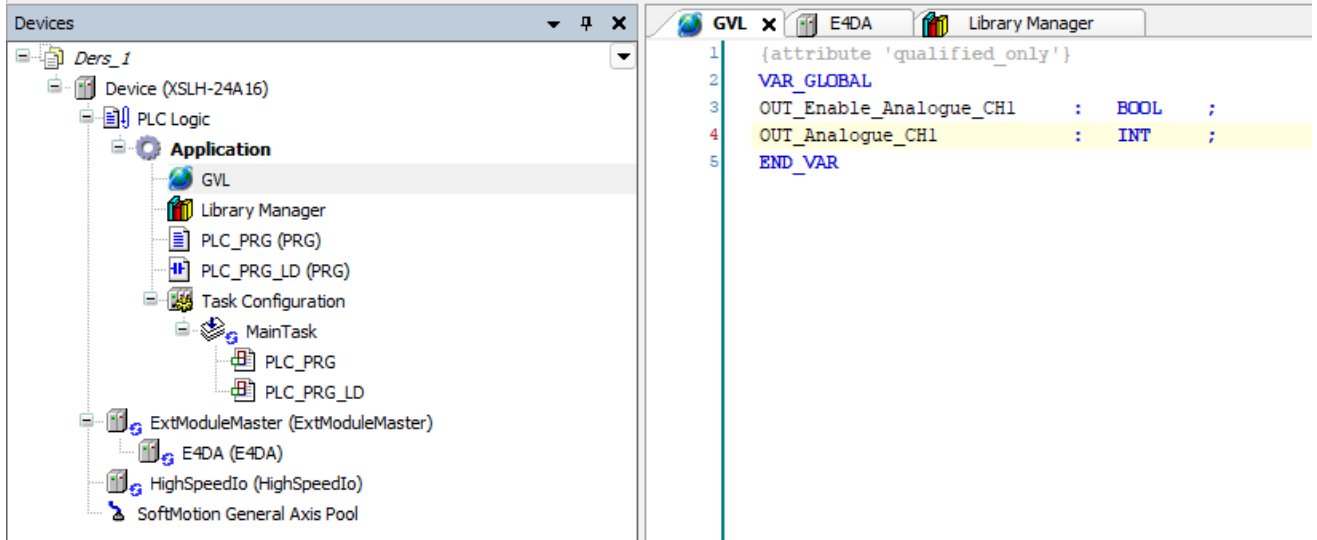 Devices
Ders_1
Device (XSLH-24A16)
PLC Logic
Application
GVL
Library Manager
PLC_PRG (PRG)
PLC_PRG_LD (PRG)
Task Configuration
MainTask
PLC_PRG
PLC_PRG_LD
ExtModuleMaster (ExtModuleMaster)
E4DA (E4DA)
HighSpeedIo (HighSpeedIo)
SoftMotion General Axis Pool
GVL E4DA Library Manager
1 {attribute 'qualified_only'}
2 VAR_GLOBAL
3 OUT_Enable_Analogue_CH1 : BOOL ;
4 OUT_Analogue_CH1 : INT ;
5 END_VAR